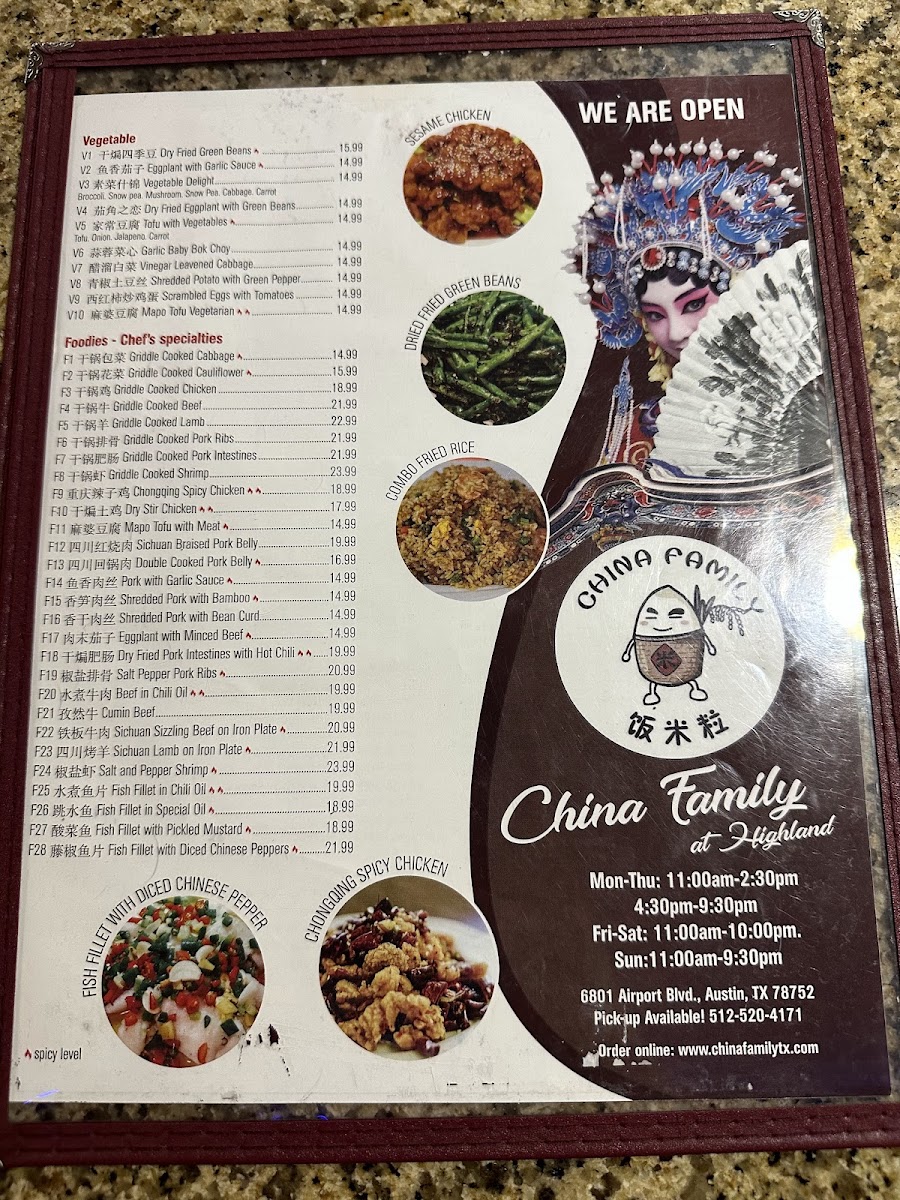 Vegetable
V1 干煸四季豆 Dry Fried Green Beans 15.99
V2 鱼香茄子 Eggplant with Garlic Sauce 14.99
V3 素菜什锦 Vegetable Delight 14.99
Broccoli, Snow pea, Mushroom, Snow Pea, Cabbage, Carrot
V4 茄角之恋 Dry Fried Eggplant with Green Beans 14.99
V5 家常豆腐 Tofu with Vegetables 14.99
Tofu, Onion, Jalapeno, Carrot
V6 蒜蓉菜心 Garlic Baby Bok Choy 14.99
V7 醋溜白菜 Vinegar Leavened Cabbage 14.99
V8 青椒土豆丝 Shredded Potato with Green Pepper 14.99
V9 西红柿炒鸡蛋 Scrambled Eggs with Tomatoes 14.99
V10 麻婆豆腐 Mapo Tofu Vegetarian 14.99
Foodies - Chef's specialties
F1 干锅包菜 Griddle Cooked Cabbage 14.99
F2 干锅花菜 Griddle Cooked Cauliflower 15.99
F3 干锅鸡 Griddle Cooked Chicken 18.99
F4 干锅牛 Griddle Cooked Beef 21.99
F5 干锅羊 Griddle Cooked Lamb 22.99
F6 干锅排骨 Griddle Cooked Pork Ribs 21.99
F7 干锅肥肠 Griddle Cooked Pork Intestines 21.99
F8 干锅虾 Griddle Cooked Shrimp 23.99
F9 重庆辣子鸡 Chongqing Spicy Chicken 18.99
F10 干煸土鸡 Dry Stir Chicken 17.99
F11 麻婆豆腐 Mapo Tofu with Meat 14.99
F12 四川红烧肉 Sichuan Braised Pork Belly 19.99
F13 四川回锅肉 Double Cooked Pork Belly 16.99
F14 鱼香肉丝 Pork with Garlic Sauce 14.99
F15 香笋肉丝 Shredded Pork with Bamboo 14.99
F16 香干肉丝 Shredded Pork with Bean Curd 14.99
F17 肉末茄子 Eggplant with Minced Beef 14.99
F18 干煸肥肠 Dry Fried Pork Intestines with Hot Chili 19.99
F19 椒盐排骨 Salt Pepper Pork Ribs 20.99
F20 水煮牛肉 Beef in Chili Oil 19.99
F21 孜然牛 Cumin Beef 19.99
F22 铁板牛肉 Sichuan Sizzling Beef on Iron Plate 20.99
F23 四川烤羊 Sichuan Lamb on Iron Plate 21.99
F24 椒盐虾 Salt and Pepper Shrimp 23.99
F25 水煮鱼片 Fish Fillet in Chili Oil 19.99
F26 跳水鱼 Fish Fillet in Special Oil 18.99
F27 酸菜鱼 Fish Fillet with Pickled Mustard 18.99
F28 藤椒鱼片 Fish Fillet with Diced Chinese Peppers 21.99
SESAME CHICKEN
DRIED FRIED GREEN BEANS
COMBO FRIED RICE
FISH FILLET WITH DICED CHINESE PEPPER
CHONGQING SPICY CHICKEN
spicy level
WE ARE OPEN
CHINA FAMILY
米
饭米粒
China Family
at Highland
Mon-Thu: 11:00am-2:30pm
4:30pm-9:30pm
Fri-Sat: 11:00am-10:00pm.
Sun:11:00am-9:30pm
6801 Airport Blvd., Austin, TX 78752
Pick-up Available! 512-520-4171
Order online: www.chinafamilytx.com